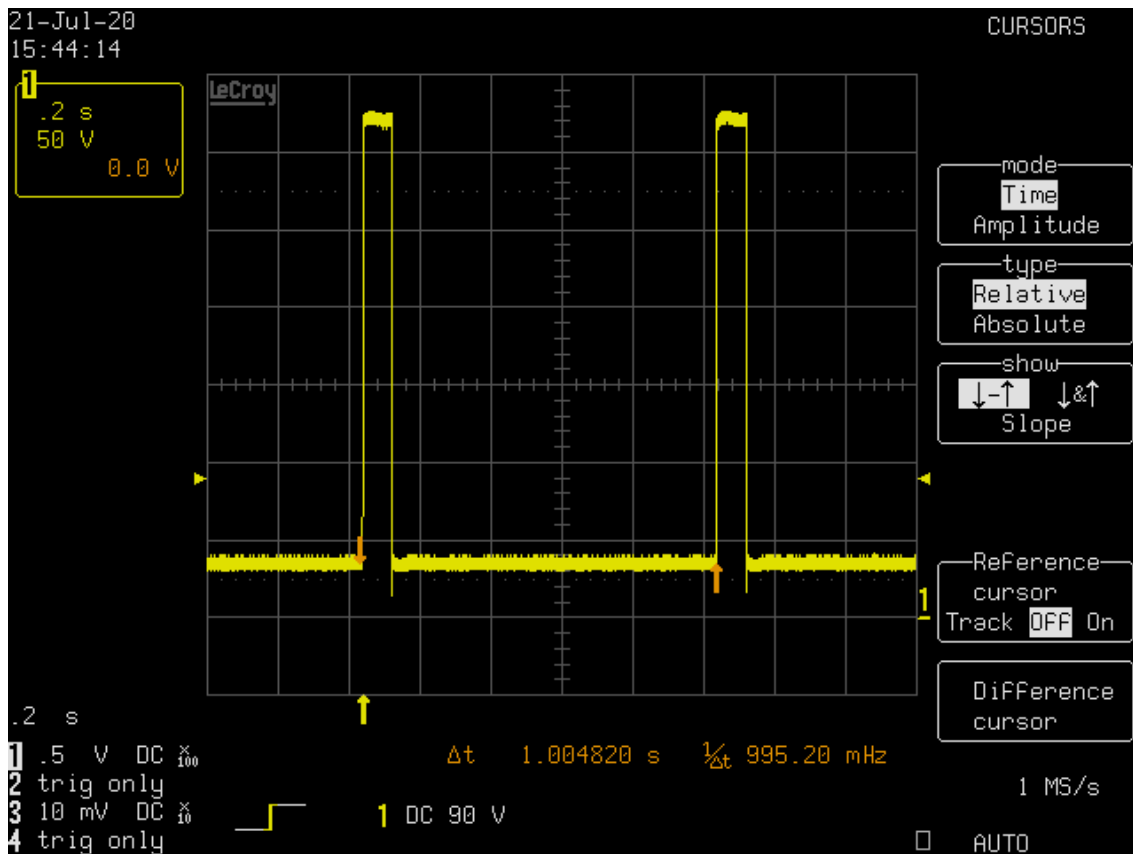 21-Jul-20
15:44:14
CURSORS
1
.2 s
50 V
0.0 V
LeCroy
mode
Time
Amplitude
type
Relative
Absolute
show
↓-↑ ↓&↑
Slope
1
Reference
cursor
Track OFF On
Difference
cursor
.2 s
1 .5 V DC X100
2 trig only
3 10 mV DC X10
4 trig only
Δt 1.004820 s 1/Δt 995.20 mHz
1 DC 90 V
1 MS/s
AUTO